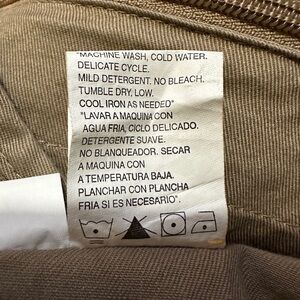 "MACHINE WASH, COLD WATER.
DELICATE CYCLE.
MILD DETERGENT. NO BLEACH.
TUMBLE DRY, LOW.
COOL IRON AS NEEDED"
"LAVAR A MAQUINA CON
AGUA FRIA, CICLO DELICADO.
DETERGENTE SUAVE.
NO BLANQUEADOR. SECAR
A MAQUINA CON
A TEMPERATURA BAJA.
PLANCHAR CON PLANCHA
FRIA SI ES NECESARIO".